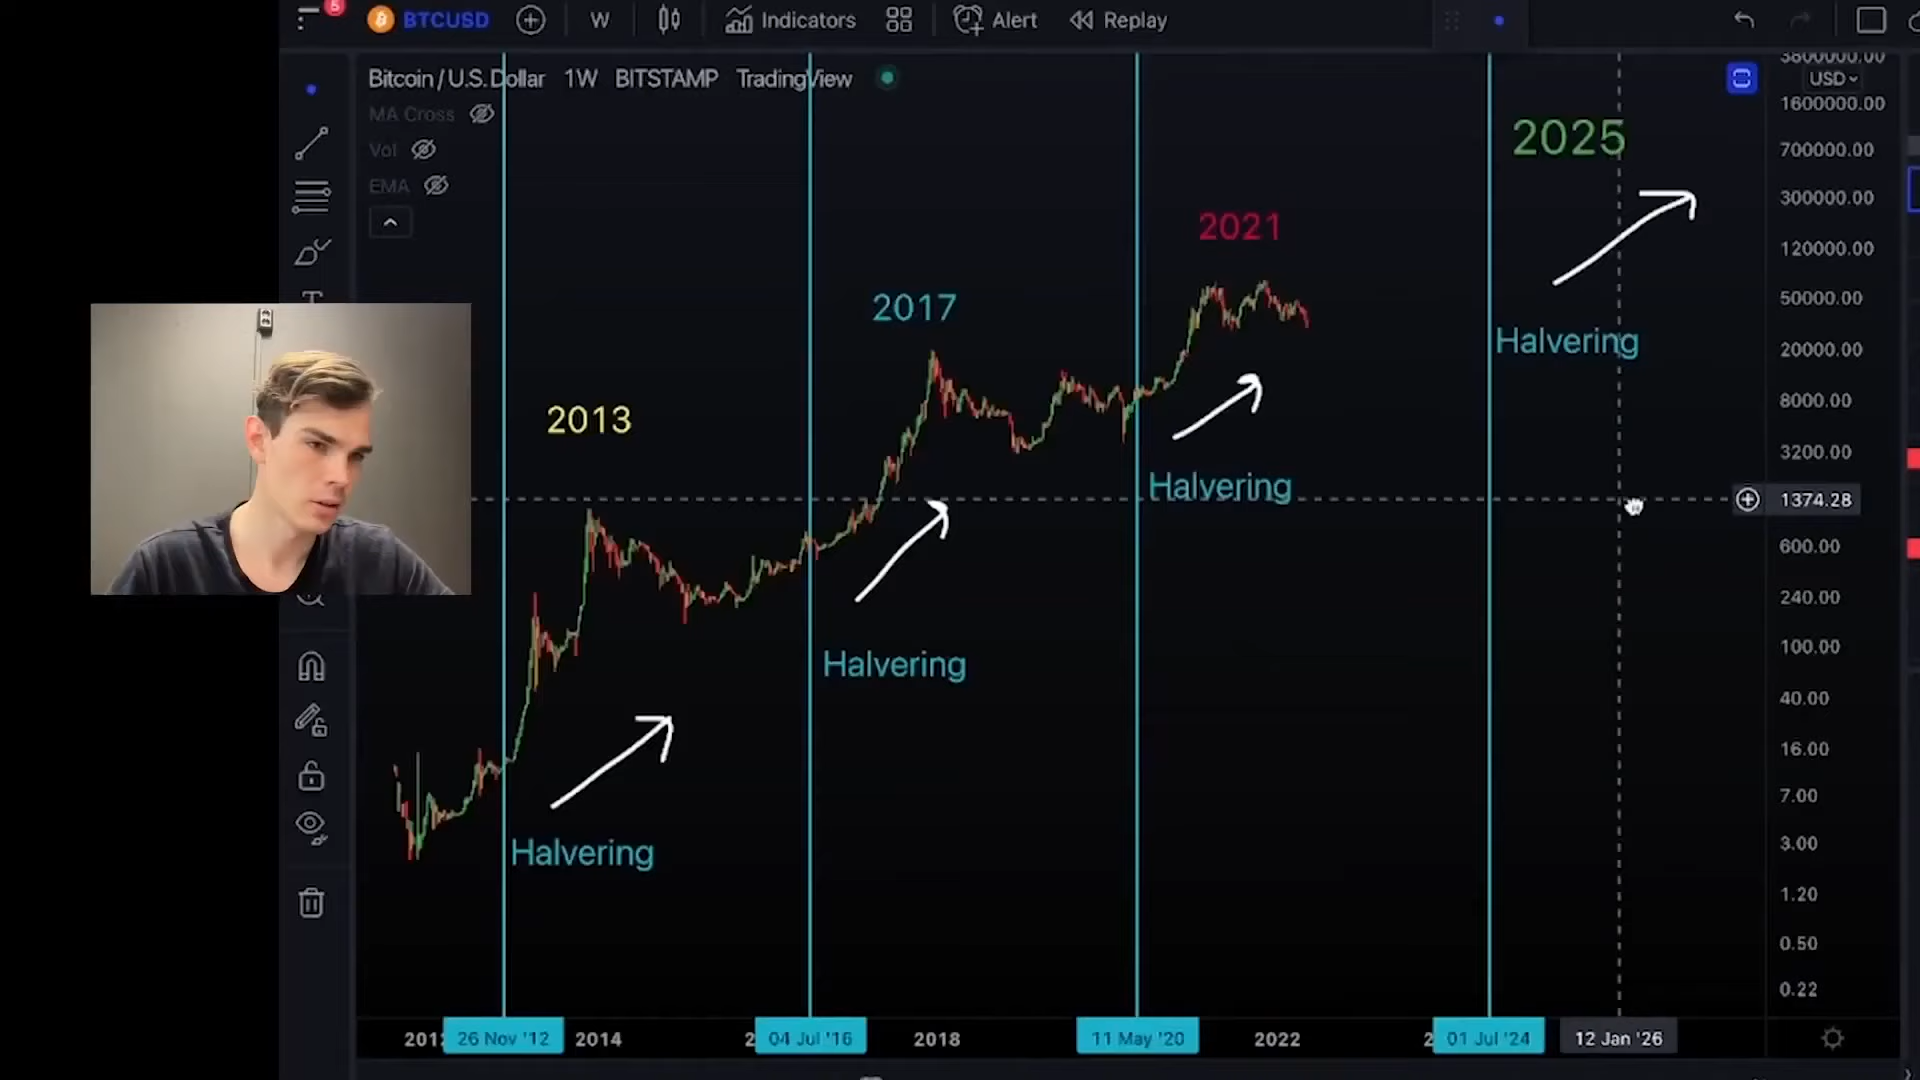 5
BTCUSD W Indicators Alert Replay
Bitcoin / U.S. Dollar 1W BITSTAMP TradingView
MA Cross
Vol
EMA
T
USD
3800000.00
1600000.00
700000.00
300000.00
120000.00
50000.00
20000.00
8000.00
3200.00
1374.28
600.00
240.00
100.00
40.00
16.00
7.00
3.00
1.20
0.50
0.22
2025
2021
2017
2013
Halvering
Halvering
Halvering
Halvering
26 Nov '12 2014 04 Jul '16 2018 11 May '20 2022 01 Jul '24 12 Jan '26